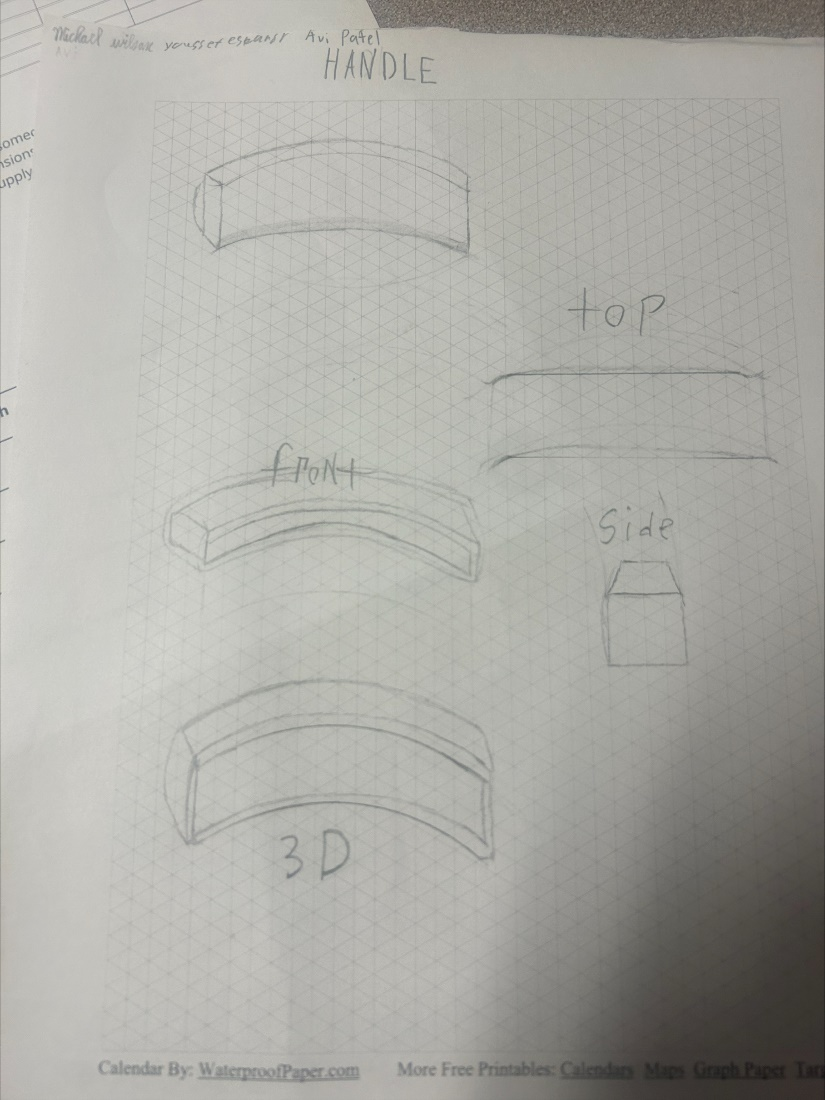 Michael wilcox youssef Avi Patel
HANDLE
top
front
Side
3D
Calendar By: WaterproofPaper.com More Free Printables: Calendars Maps Graph Paper